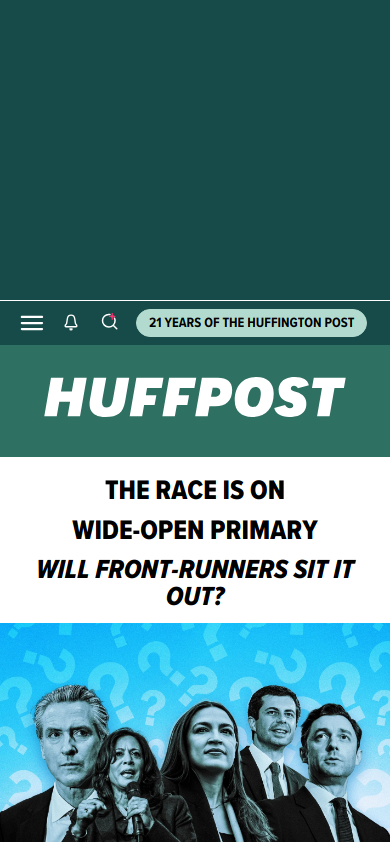 21 YEARS OF THE HUFFINGTON POST
HUFFPOST
THE RACE IS ON
WIDE-OPEN PRIMARY
WILL FRONT-RUNNERS SIT IT
OUT?